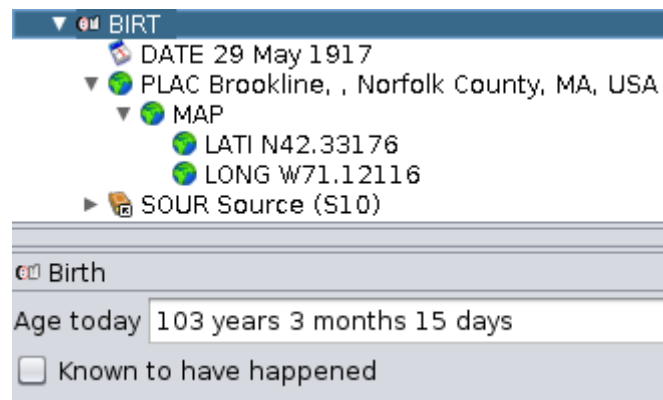 BIRT
DATE 29 May 1917
PLAC Brookline, , Norfolk County, MA, USA
MAP
LATI N42.33176
LONG W71.12116
SOUR Source (S10)
Birth
Age today 103 years 3 months 15 days
Known to have happened